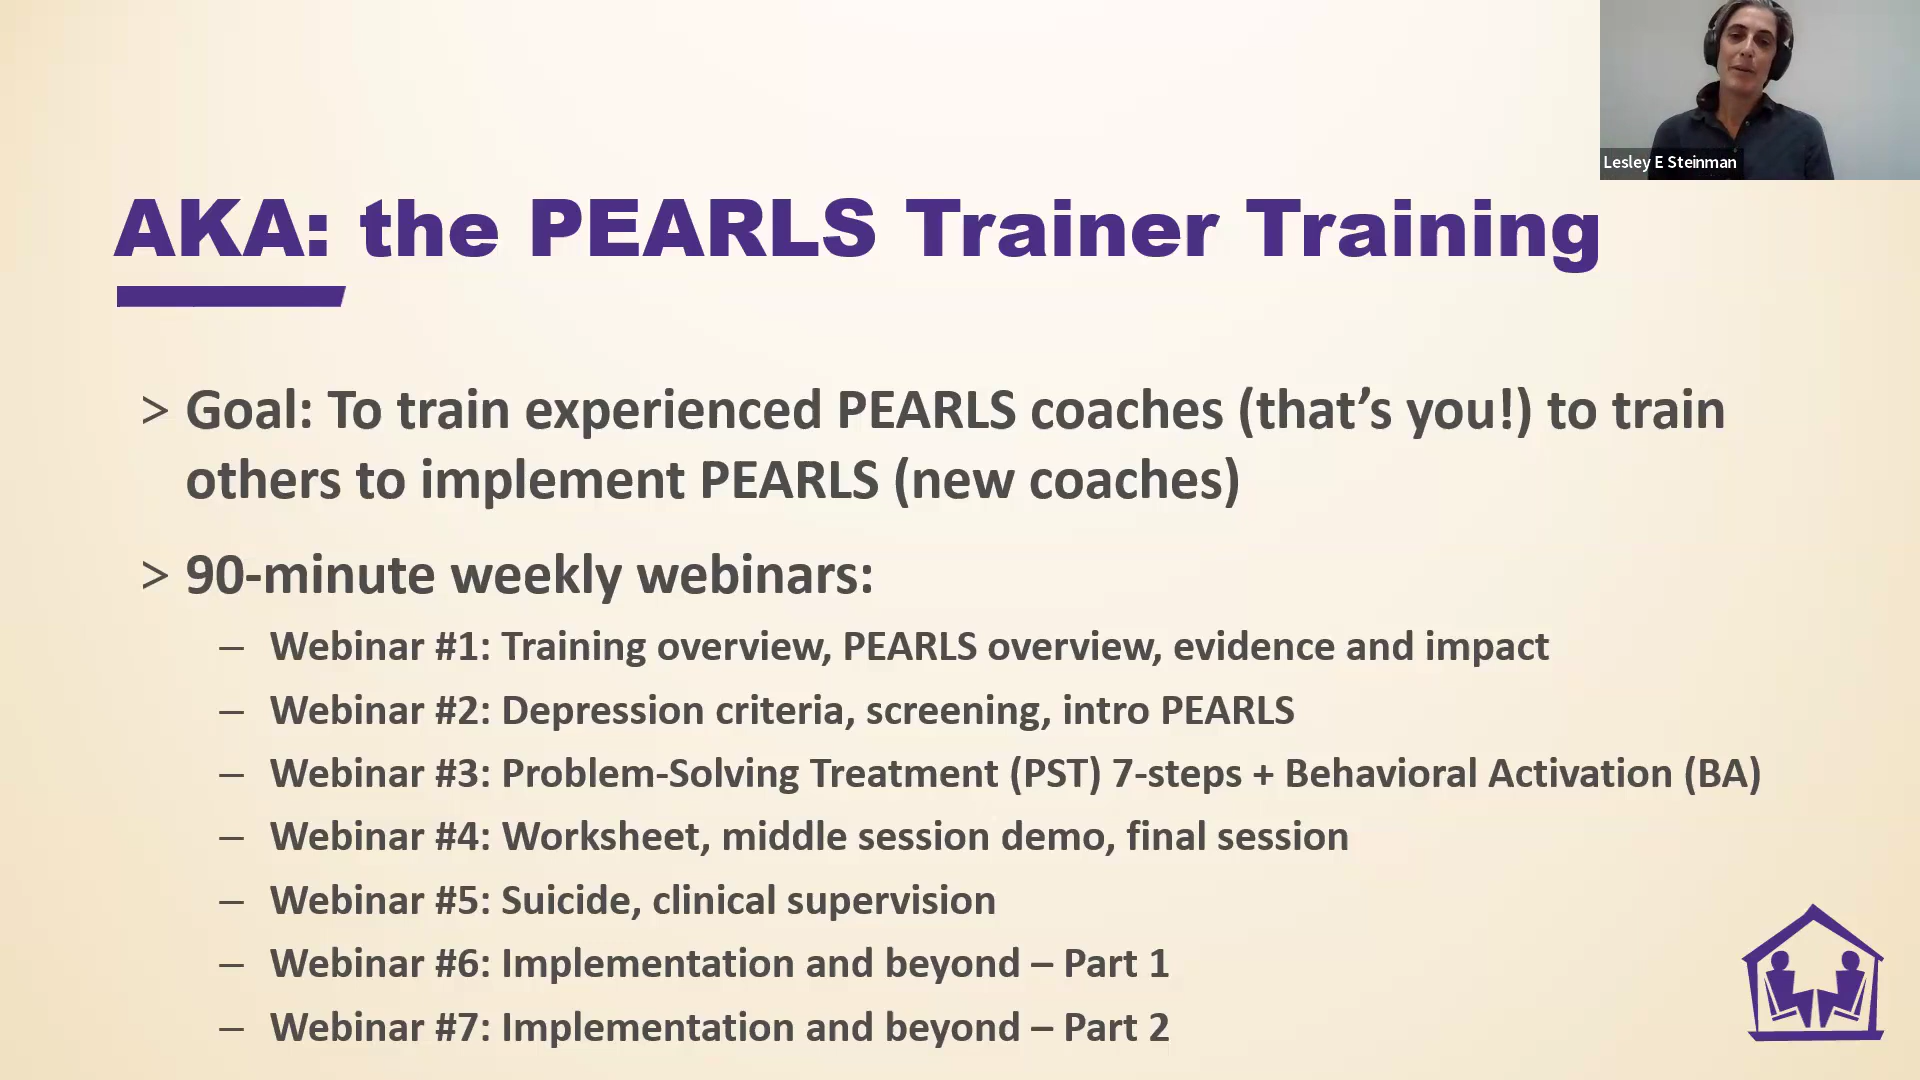 Lesley E Steinman
AKA: the PEARLS Trainer Training
> Goal: To train experienced PEARLS coaches (that’s you!) to train
others to implement PEARLS (new coaches)
> 90-minute weekly webinars:
– Webinar #1: Training overview, PEARLS overview, evidence and impact
– Webinar #2: Depression criteria, screening, intro PEARLS
– Webinar #3: Problem-Solving Treatment (PST) 7-steps + Behavioral Activation (BA)
– Webinar #4: Worksheet, middle session demo, final session
– Webinar #5: Suicide, clinical supervision
– Webinar #6: Implementation and beyond – Part 1
– Webinar #7: Implementation and beyond – Part 2